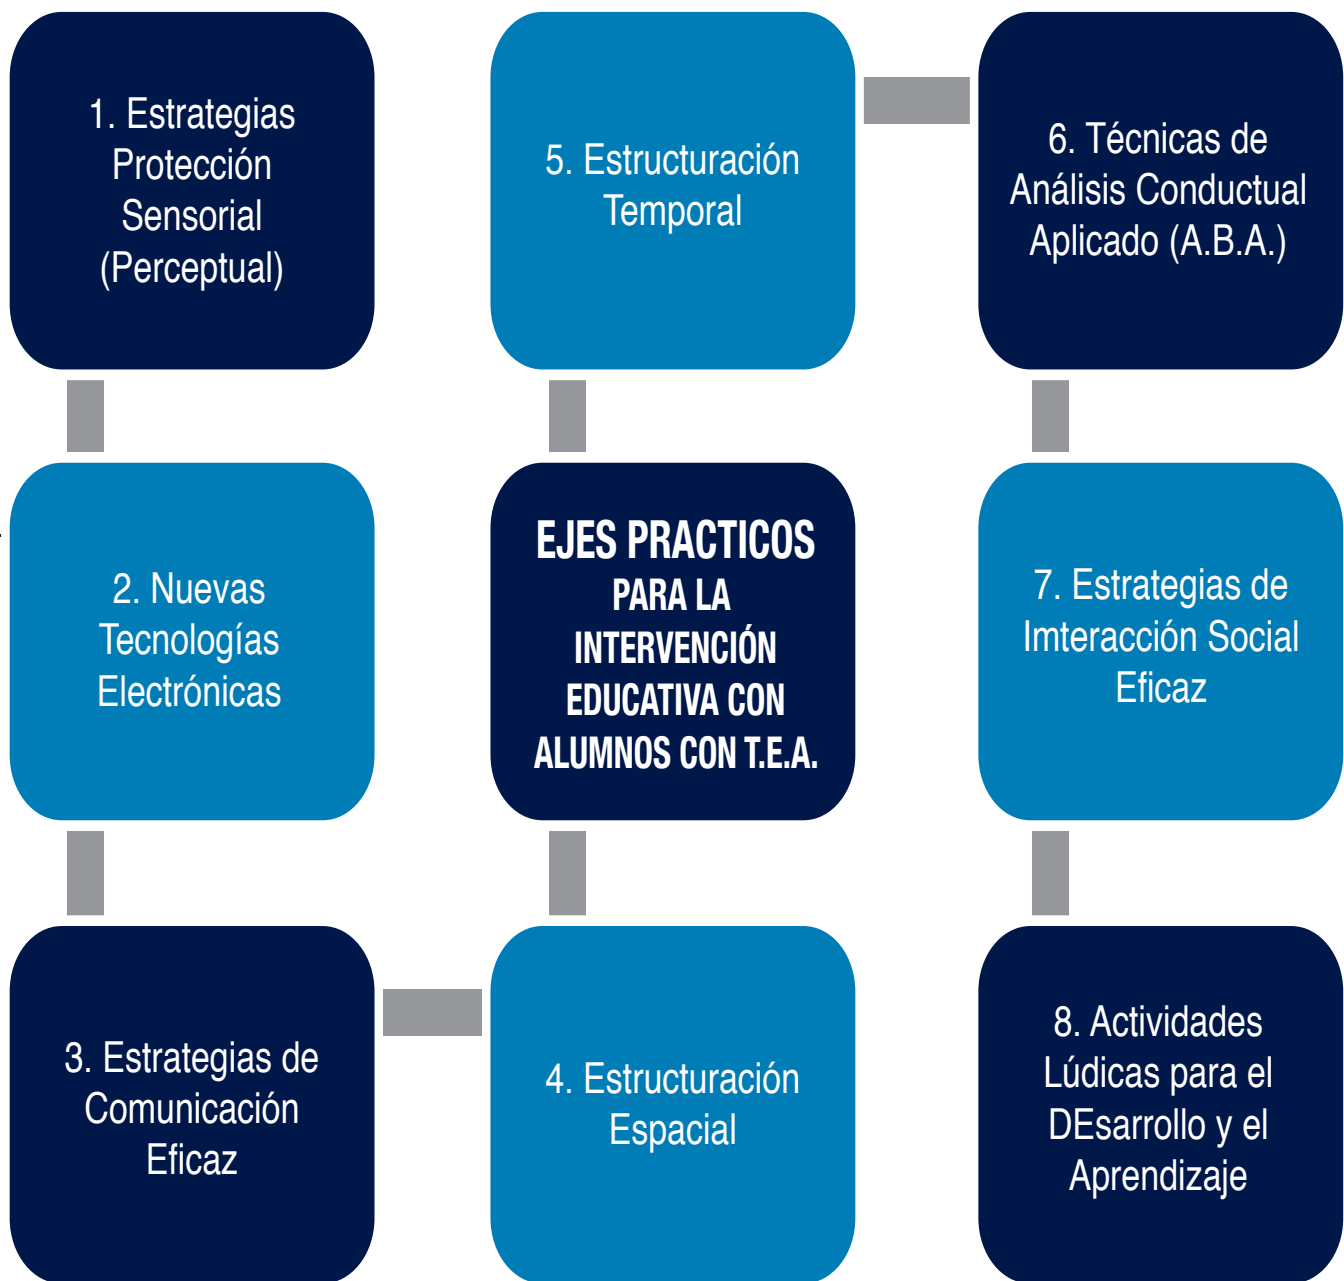 1. Estrategias
Protección
Sensorial
(Perceptual)
2. Nuevas
Tecnologías
Electrónicas
3. Estrategias de
Comunicación
Eficaz
4. Estructuración
Espacial
EJES PRACTICOS
PARA LA
INTERVENCIÓN
EDUCATIVA CON
ALUMNOS CON T.E.A.
5. Estructuración
Temporal
6. Técnicas de
Análisis Conductual
Aplicado (A.B.A.)
7. Estrategias de
Imteracción Social
Eficaz
8. Actividades
Lúdicas para el
DEsarrollo y el
Aprendizaje